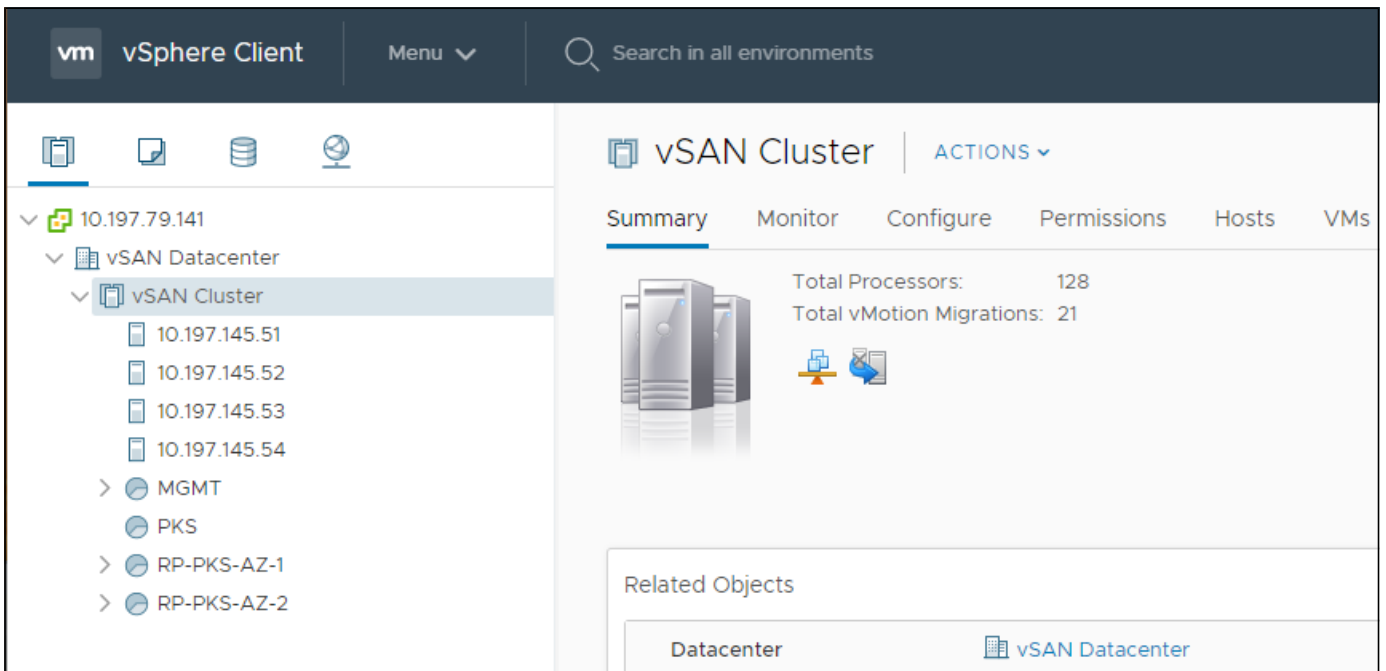 vm vSphere Client Menu Search in all environments
vSAN Cluster ACTIONS
Summary Monitor Configure Permissions Hosts VMs
10.197.79.141
vSAN Datacenter
vSAN Cluster
10.197.145.51
10.197.145.52
10.197.145.53
10.197.145.54
MGMT
PKS
RP-PKS-AZ-1
RP-PKS-AZ-2
Total Processors: 128
Total vMotion Migrations: 21
Related Objects
Datacenter vSAN Datacenter